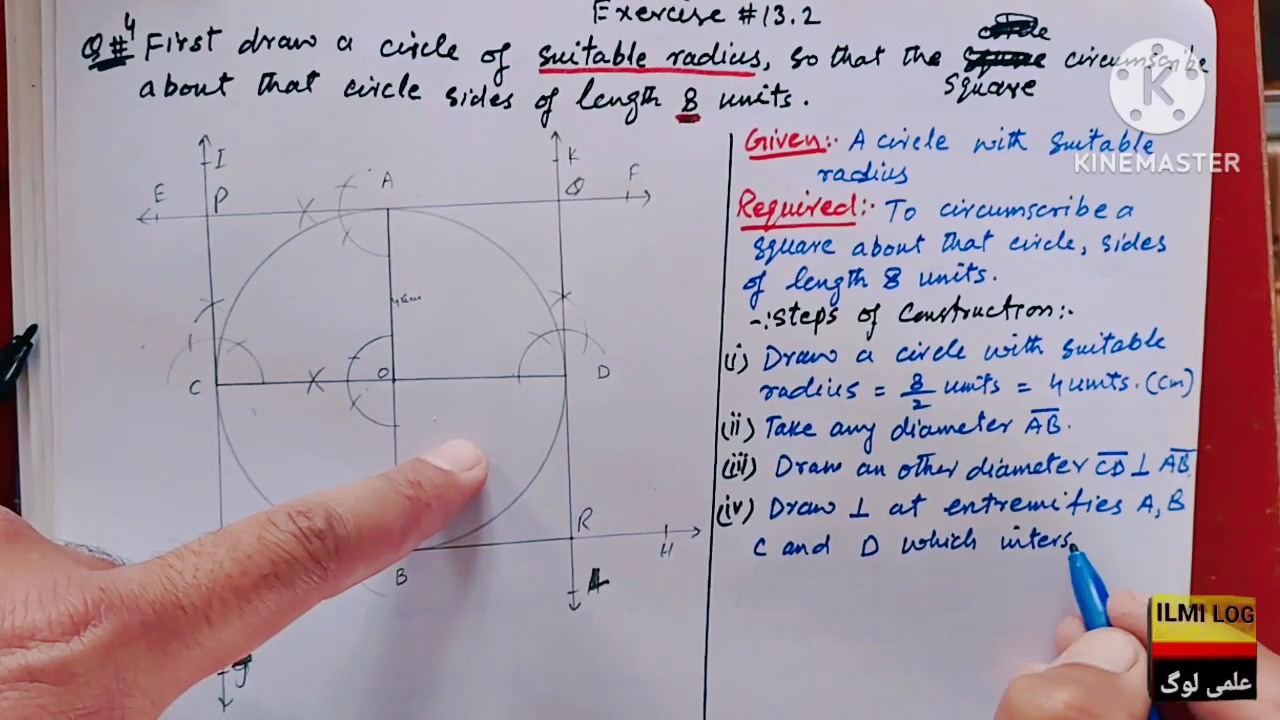 Exercise #13.2
Q#4 First draw a circle of suitable radius, so that the circumscribe
square
about that circle sides of length 8 units.
KINEMASTER
Given:- A circle with suitable
radius
Required:- To circumscribe a
square about that circle, sides
of length 8 units.
-:Steps of Construction:-
(i) Draw a circle with suitable
radius = 8/2 units = 4 units. (cm)
(ii) Take any diameter AB.
(iii) Draw an other diameter CD ⊥ AB
(iv) Draw ⊥ at entremities A, B
C and D which inters
I
K
E
P
A
Q
F
4cm
C
O
D
R
H
B
L
J
ILMI LOG
علمی لوگ